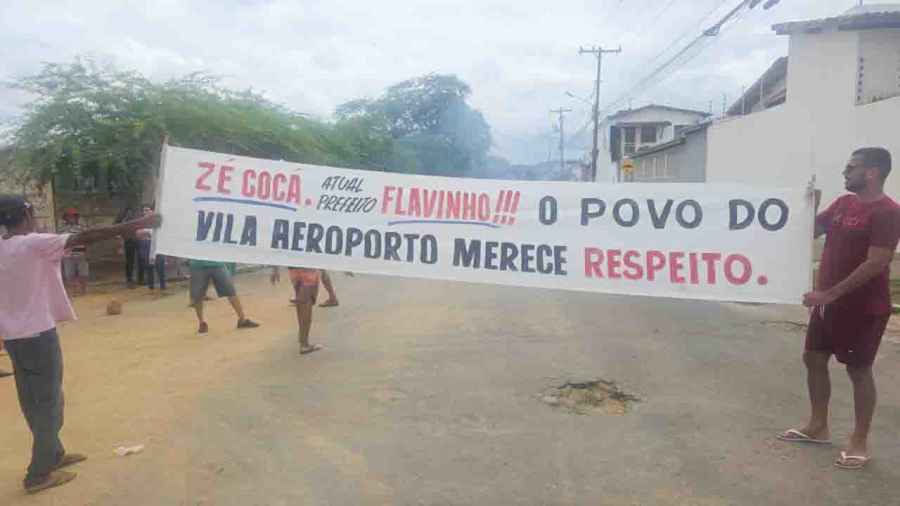 ZÉ COCÁ. ATUAL PREFEITO FLAVINHO!!! O POVO DO
VILA AEROPORTO MERECE RESPEITO.